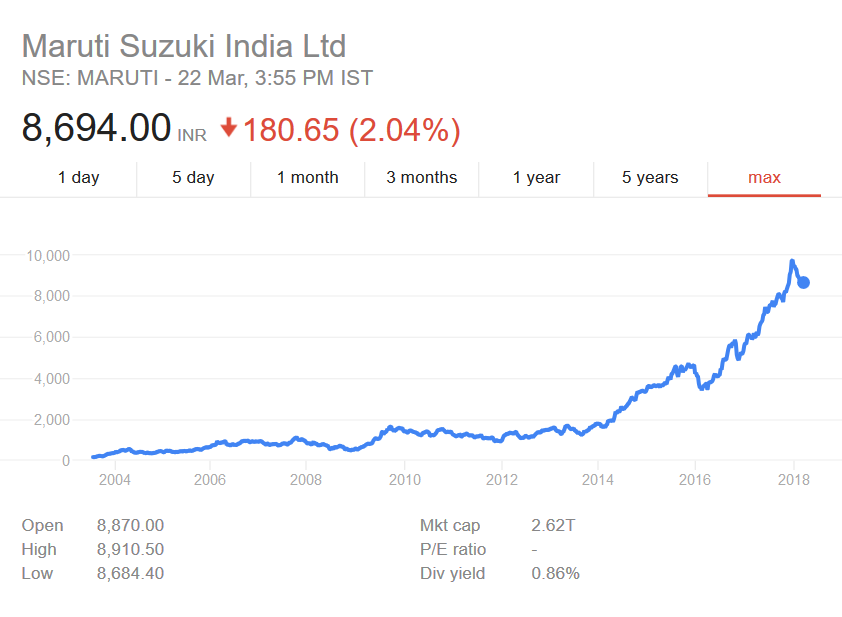 Maruti Suzuki India Ltd
NSE: MARUTI - 22 Mar, 3:55 PM IST
8,694.00 INR 180.65 (2.04%)
1 day 5 day 1 month 3 months 1 year 5 years max
10,000
8,000
6,000
4,000
2,000
0
2004 2006 2008 2010 2012 2014 2016 2018
Open 8,870.00 Mkt cap 2.62T
High 8,910.50 P/E ratio -
Low 8,684.40 Div yield 0.86%